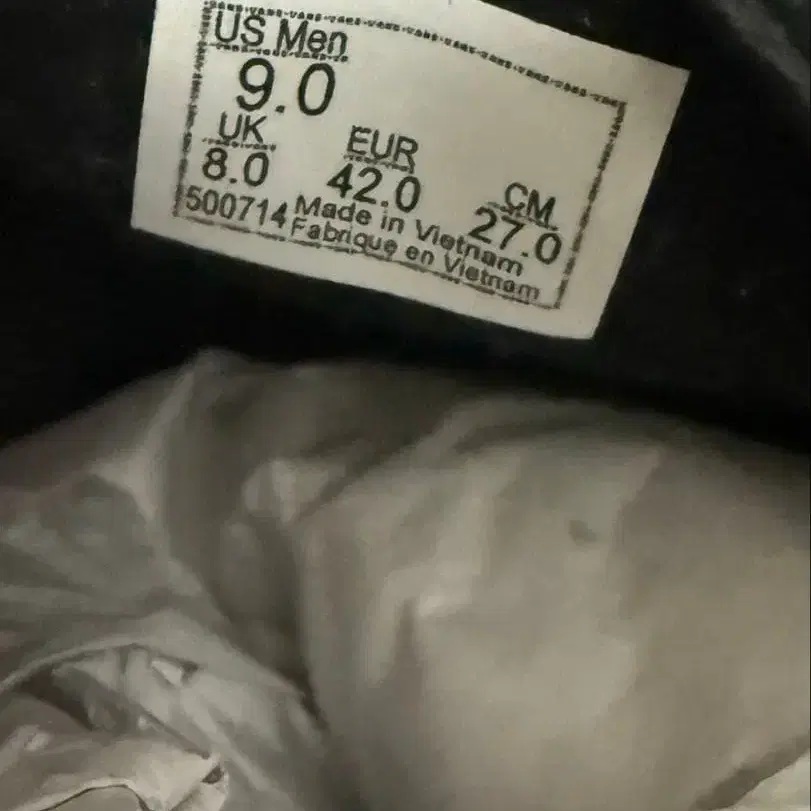 US Men
9.0
UK EUR CM
8.0 42.0 27.0
500714 Made in Vietnam
Fabriqué en Vietnam